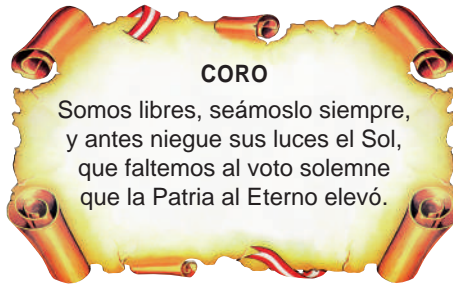 CORO
Somos libres, seámoslo siempre,
y antes niegue sus luces el Sol,
que faltemos al voto solemne
que la Patria al Eterno elevó.